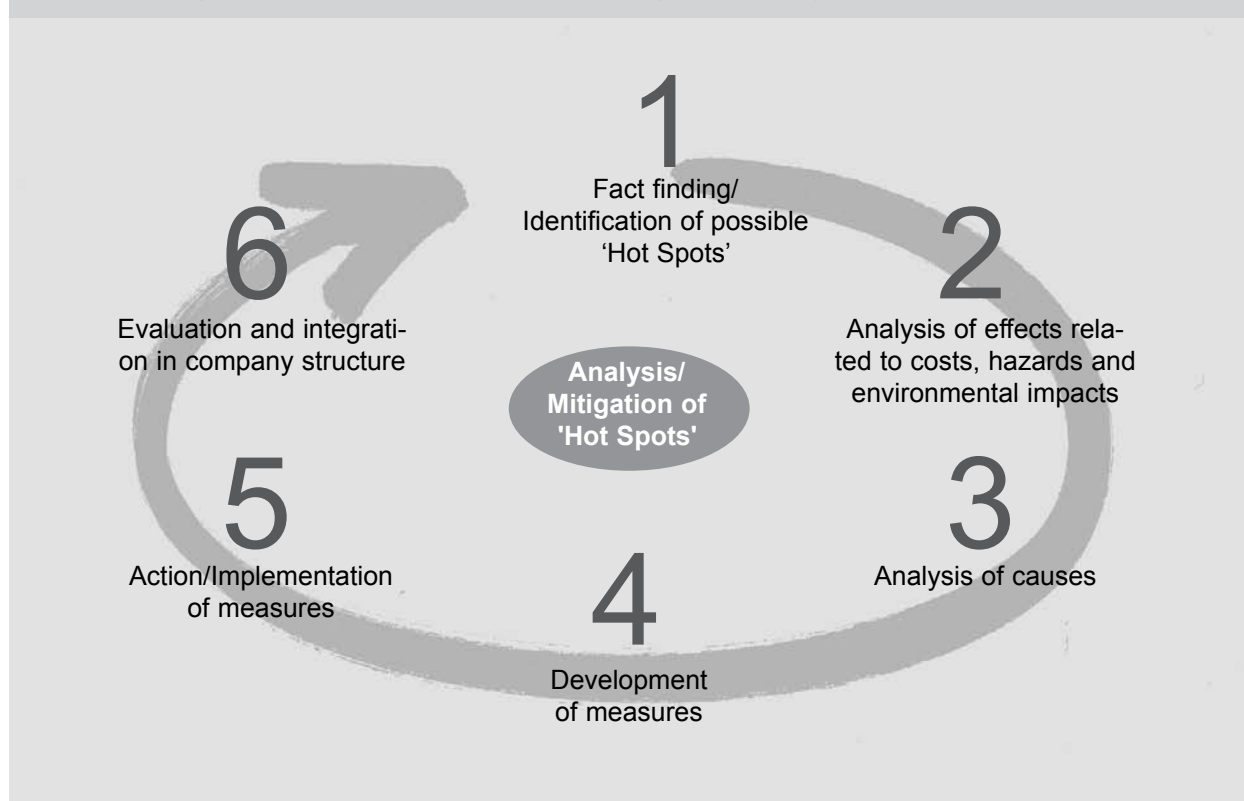 1
Fact finding/
Identification of possible
‘Hot Spots’
2
Analysis of effects rela-
ted to costs, hazards and
environmental impacts
3
Analysis of causes
4
Development
of measures
5
Action/Implementation
of measures
6
Evaluation and integrati-
on in company structure
Analysis/
Mitigation of
'Hot Spots'